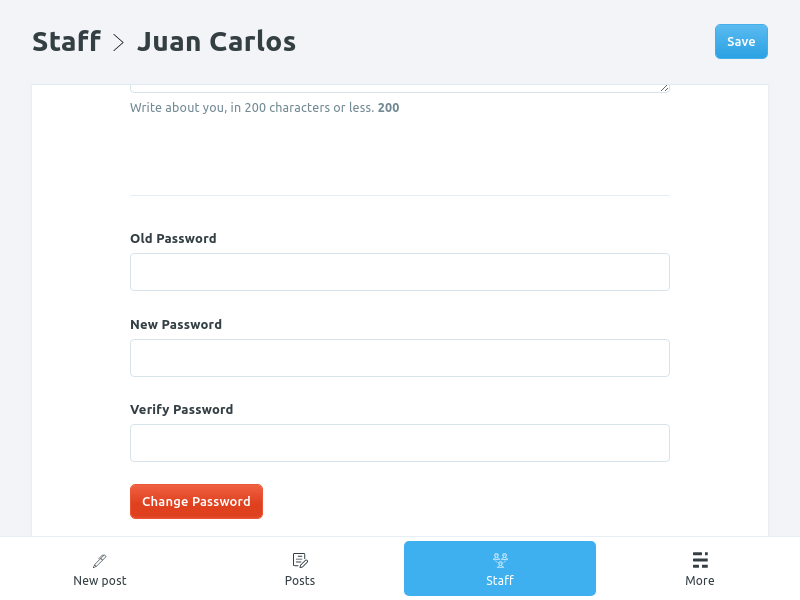 Staff > Juan Carlos
Save
Write about you, in 200 characters or less. 200
Old Password
New Password
Verify Password
Change Password
New post
Posts
Staff
More